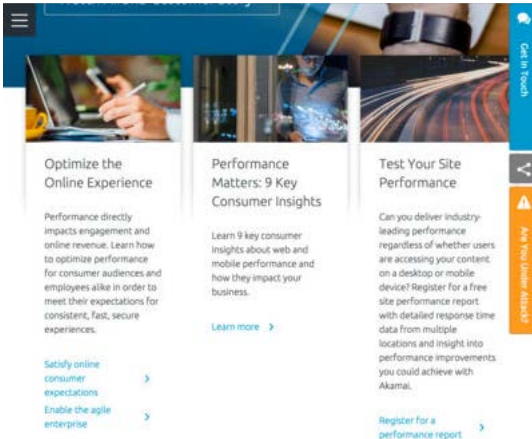 Optimize the
Online Experience
Performance directly
impacts engagement and
online revenue. Learn how
to optimize performance
for consumer audiences and
employees alike in order to
meet their expectations for
consistent, fast, secure
experiences.
Satisfy online
consumer
expectations
Enable the agile
enterprise
Performance
Matters: 9 Key
Consumer Insights
Learn 9 key consumer
insights about web and
mobile performance and
how they impact your
business.
Learn more
Test Your Site
Performance
Can you deliver industry-
leading performance
regardless of whether users
are accessing your content
on a desktop or mobile
device? Register for a free
site performance report
with detailed response time
data from multiple
locations and insight into
performance improvements
you could achieve with
Akamai.
Register for a
performance report
Get in Touch
Are You Under Attack?